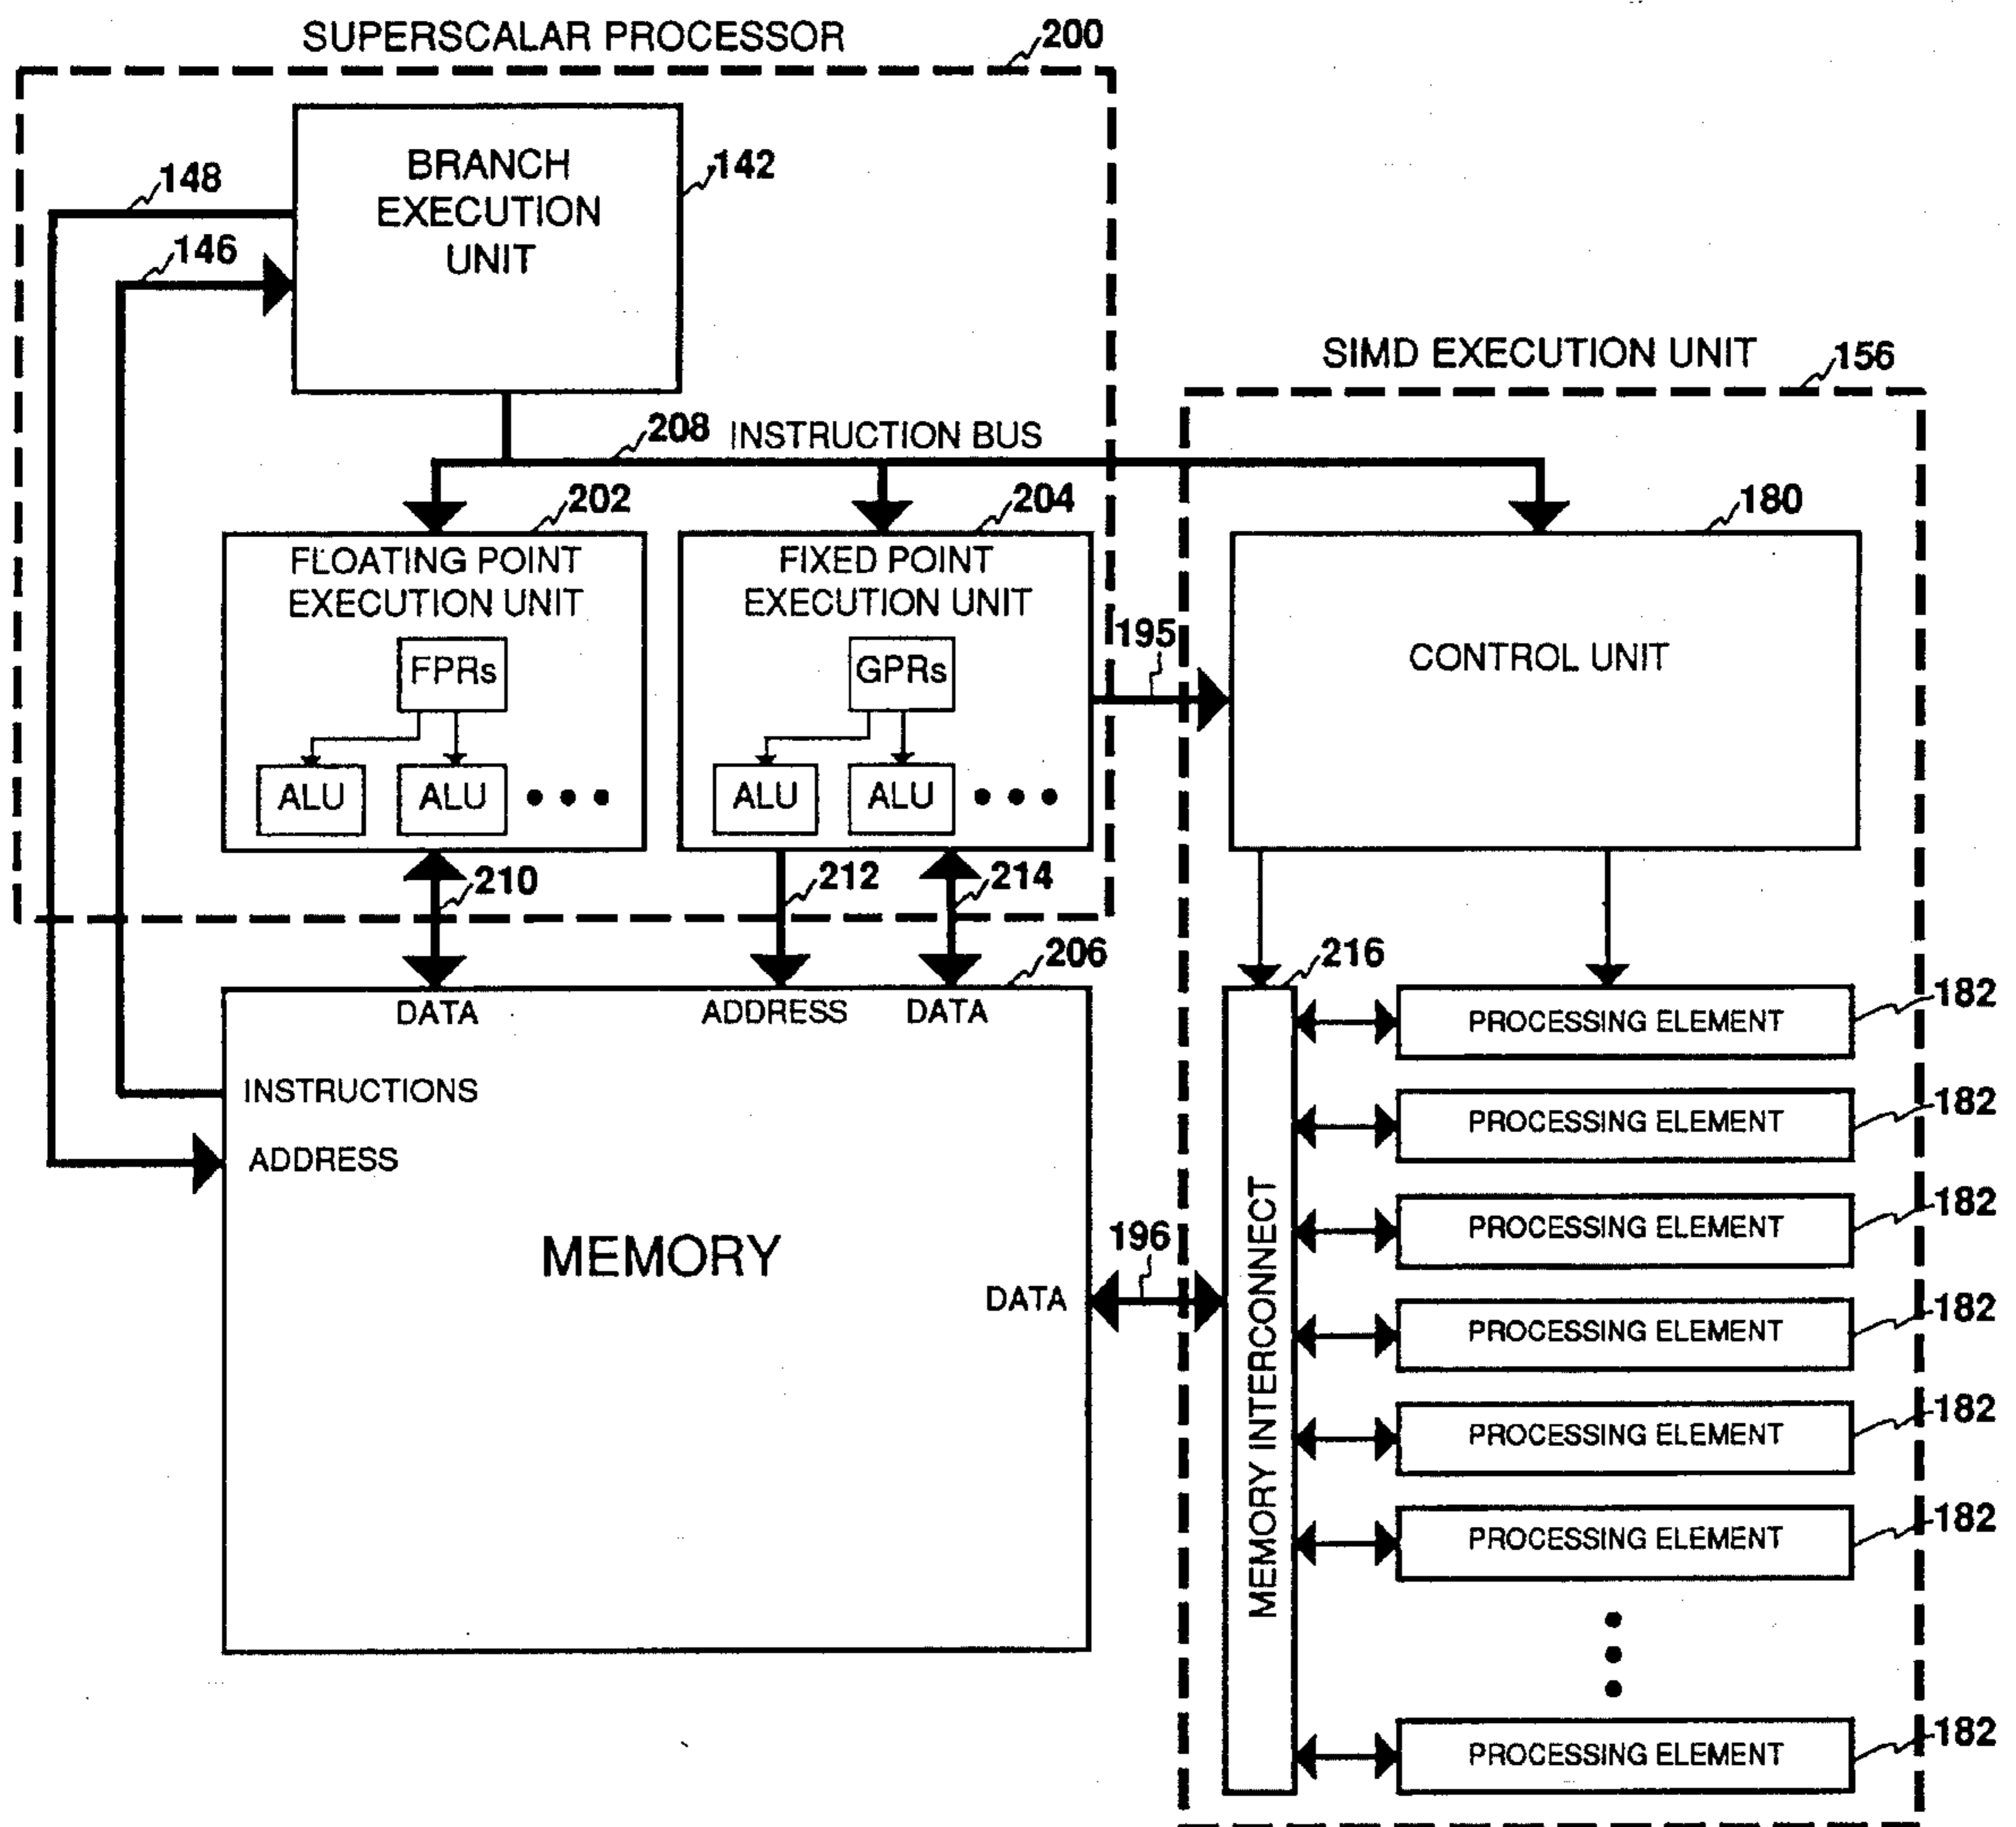 SUPERSCALAR PROCESSOR
200
BRANCH
EXECUTION
UNIT
142
148
146
SIMD EXECUTION UNIT
156
208
INSTRUCTION BUS
202
204
180
FLOATING POINT
EXECUTION UNIT
FPRs
ALU
ALU
FIXED POINT
EXECUTION UNIT
GPRs
ALU
ALU
195
CONTROL UNIT
210
212
214
206
216
DATA
ADDRESS
DATA
INSTRUCTIONS
ADDRESS
MEMORY
DATA
196
MEMORY INTERCONNECT
PROCESSING ELEMENT
182
PROCESSING ELEMENT
182
PROCESSING ELEMENT
182
PROCESSING ELEMENT
182
PROCESSING ELEMENT
182
PROCESSING ELEMENT
182
PROCESSING ELEMENT
182